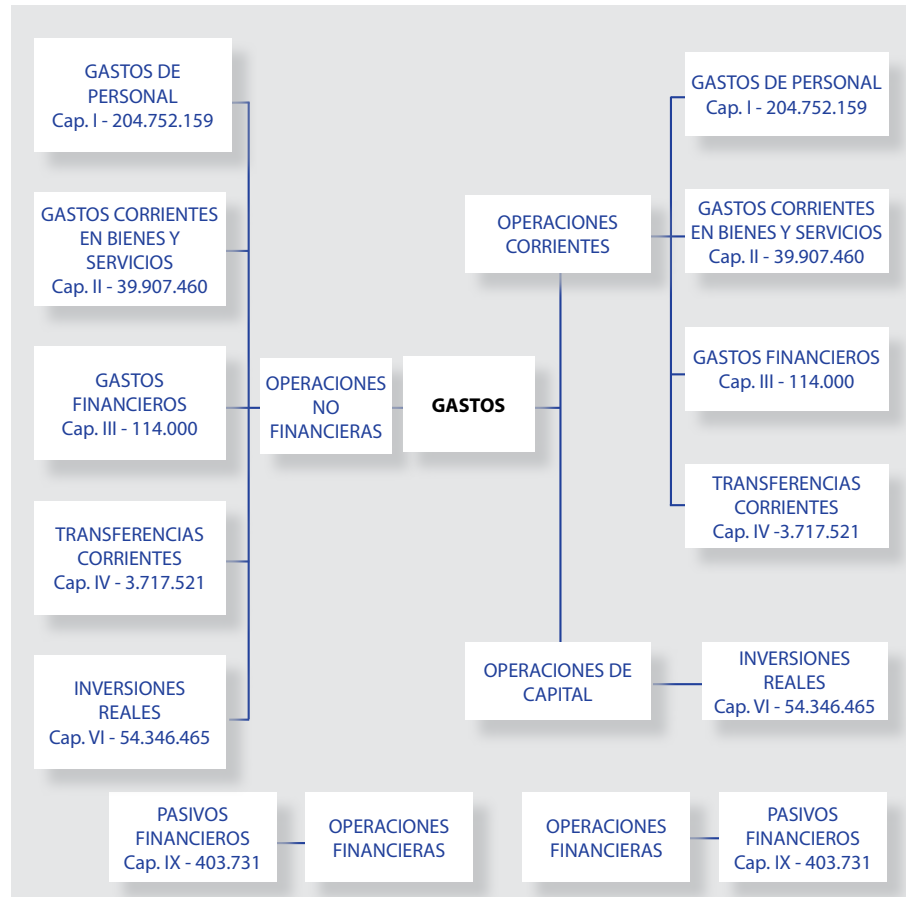 GASTOS DE
PERSONAL
Cap. I - 204.752.159
GASTOS CORRIENTES
EN BIENES Y
SERVICIOS
Cap. II - 39.907.460
GASTOS
FINANCIEROS
Cap. III - 114.000
TRANSFERENCIAS
CORRIENTES
Cap. IV - 3.717.521
INVERSIONES
REALES
Cap. VI - 54.346.465
OPERACIONES
NO
FINANCIERAS
GASTOS
OPERACIONES
CORRIENTES
GASTOS DE PERSONAL
Cap. I - 204.752.159
GASTOS CORRIENTES
EN BIENES Y SERVICIOS
Cap. II - 39.907.460
GASTOS FINANCIEROS
Cap. III - 114.000
TRANSFERENCIAS
CORRIENTES
Cap. IV -3.717.521
OPERACIONES DE
CAPITAL
INVERSIONES
REALES
Cap. VI - 54.346.465
PASIVOS
FINANCIEROS
Cap. IX - 403.731
OPERACIONES
FINANCIERAS
OPERACIONES
FINANCIERAS
PASIVOS
FINANCIEROS
Cap. IX - 403.731